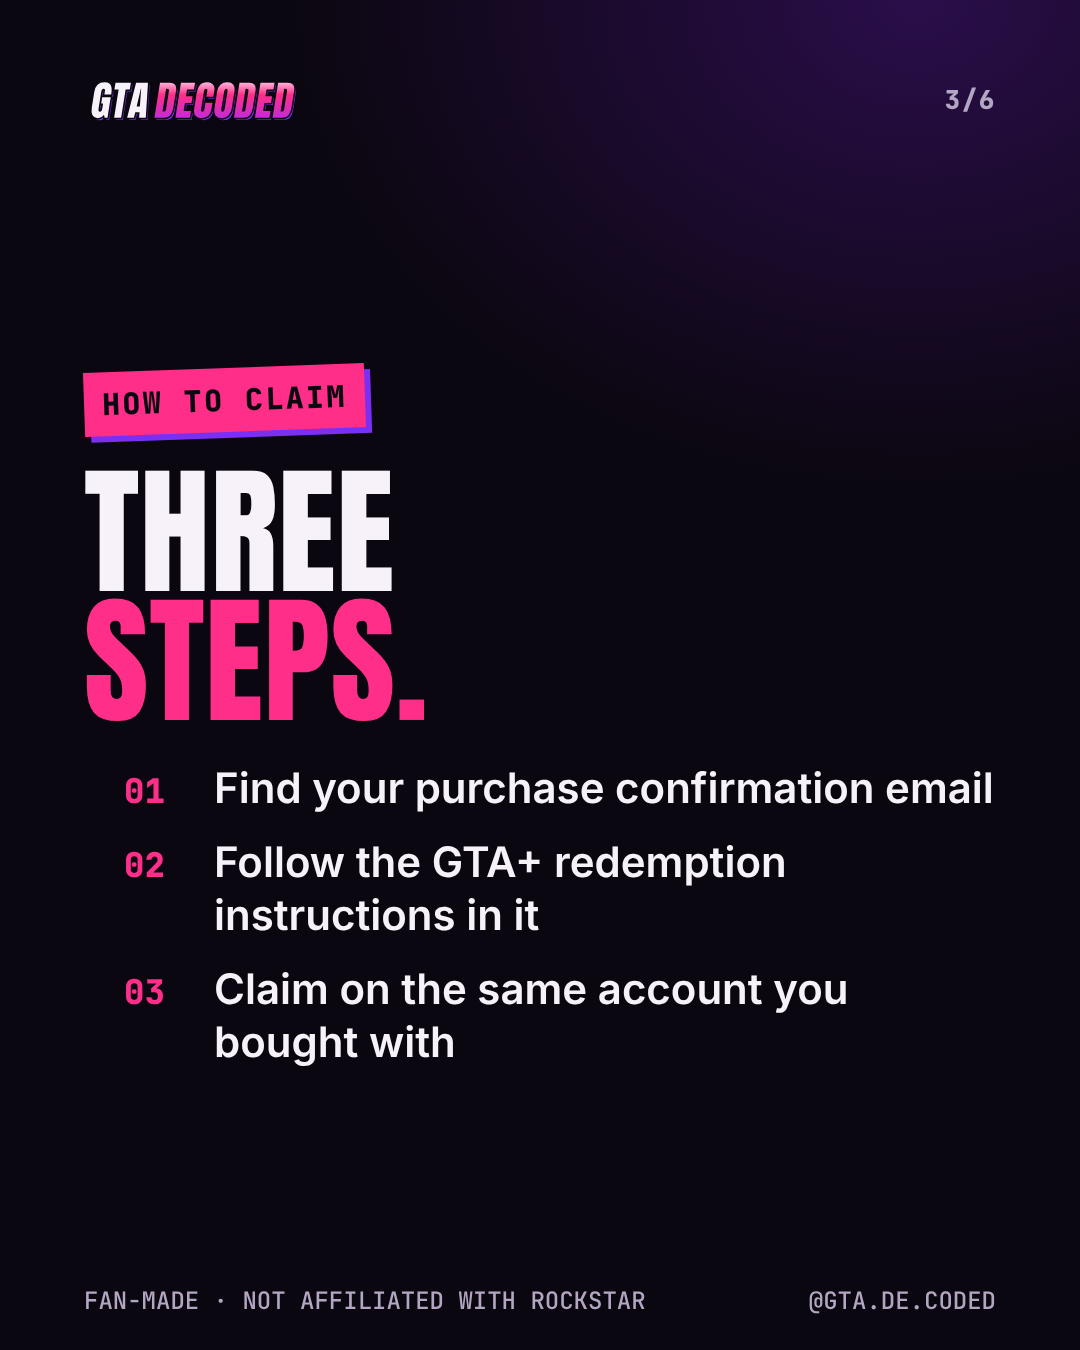 GTA DECODED
3/6
HOW TO CLAIM
THREE
STEPS.
01 Find your purchase confirmation email
02 Follow the GTA+ redemption
instructions in it
03 Claim on the same account you
bought with
FAN-MADE · NOT AFFILIATED WITH ROCKSTAR
@GTA.DE.CODED